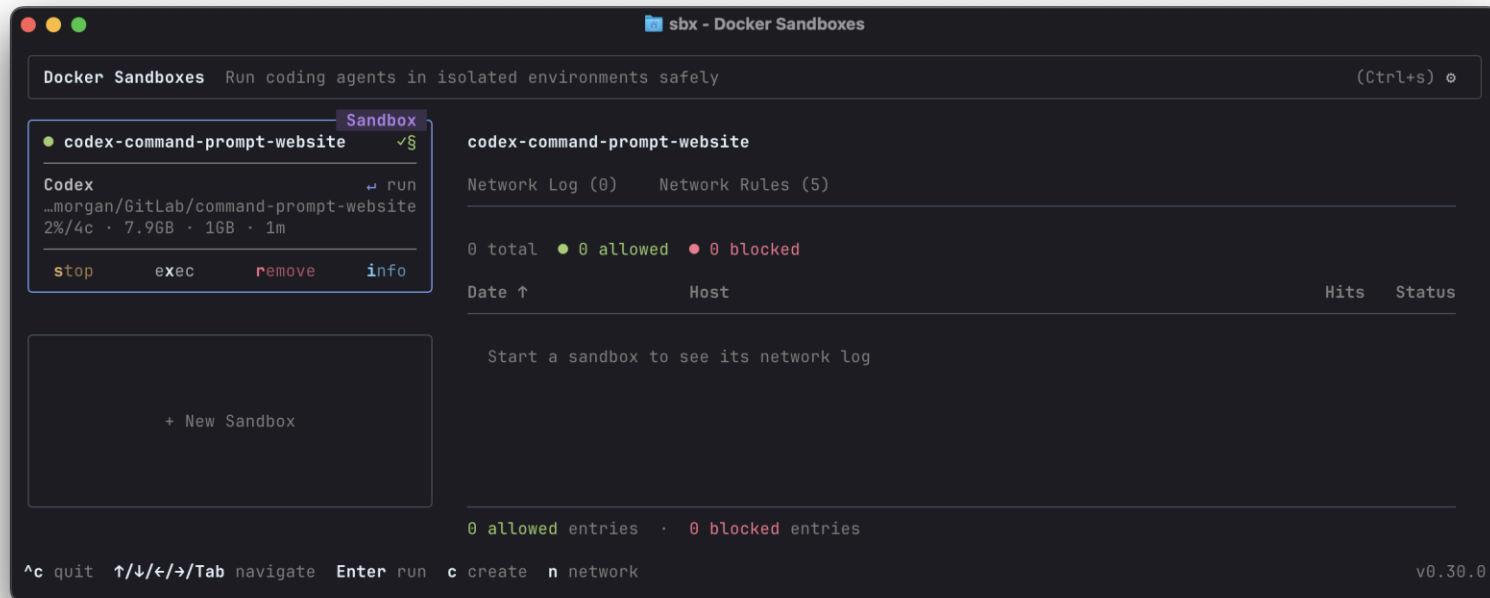 sbx - Docker Sandboxes
Docker Sandboxes Run coding agents in isolated environments safely (Ctrl+s) ⚙
Sandbox
● codex-command-prompt-website ✓§
Codex ↵ run
…morgan/GitLab/command-prompt-website
2%/4c · 7.9GB · 1GB · 1m
stop exec remove info
+ New Sandbox
codex-command-prompt-website
Network Log (0) Network Rules (5)
0 total ● 0 allowed ● 0 blocked
Date ↑ Host Hits Status
Start a sandbox to see its network log
0 allowed entries · 0 blocked entries
^c quit ↑/↓/←/→/Tab navigate Enter run c create n network v0.30.0